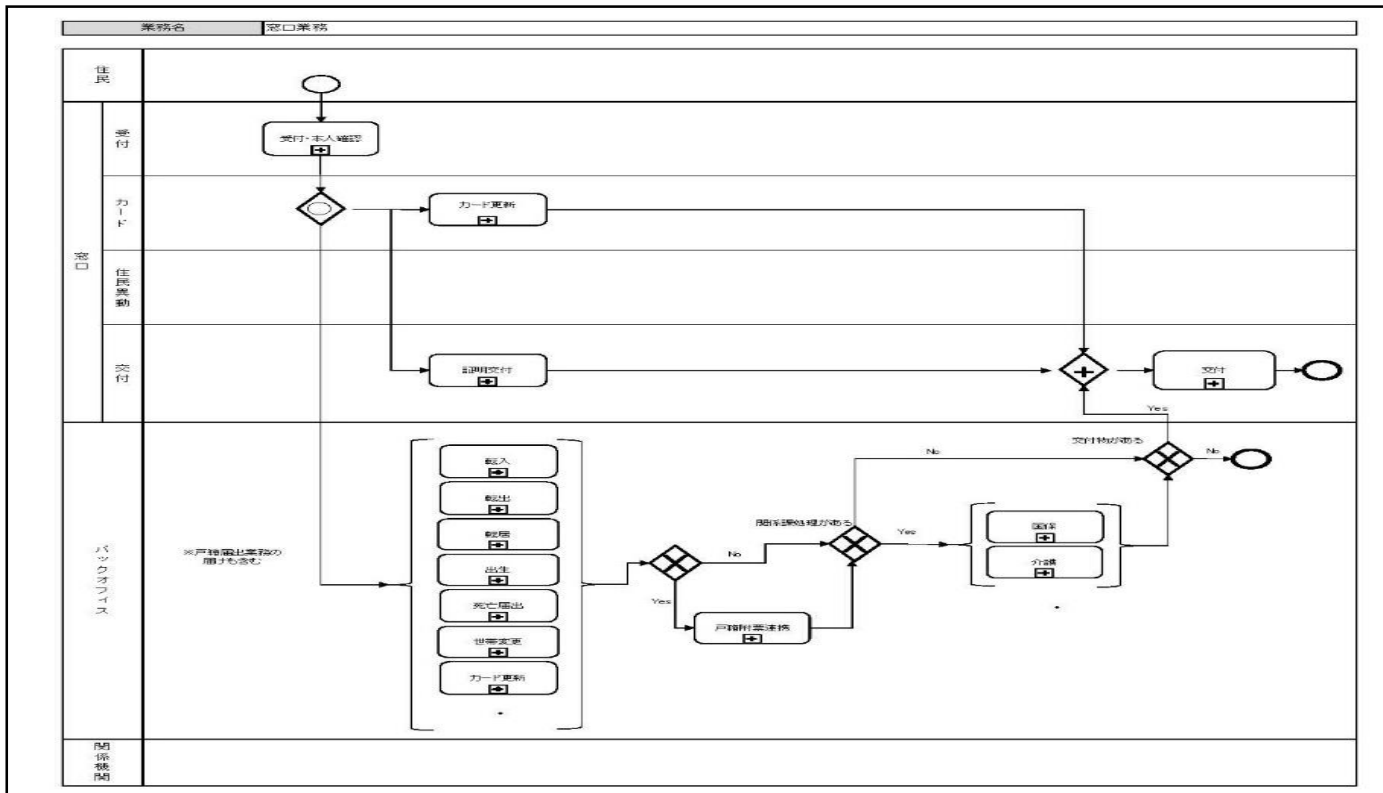 業務名
窓口業務
住民
窓口
受付
受付・本人確認
カード
カード更新
住民異動
交付
証明交付
交付
Yes
バックオフィス
※戸籍届出業務の
届けも含む
転入
転出
転居
出生
死亡届出
世帯変更
カード更新
No
Yes
戸籍附票連携
関係課処理がある
No
Yes
国保
介護
交付物がある
No
関係機関